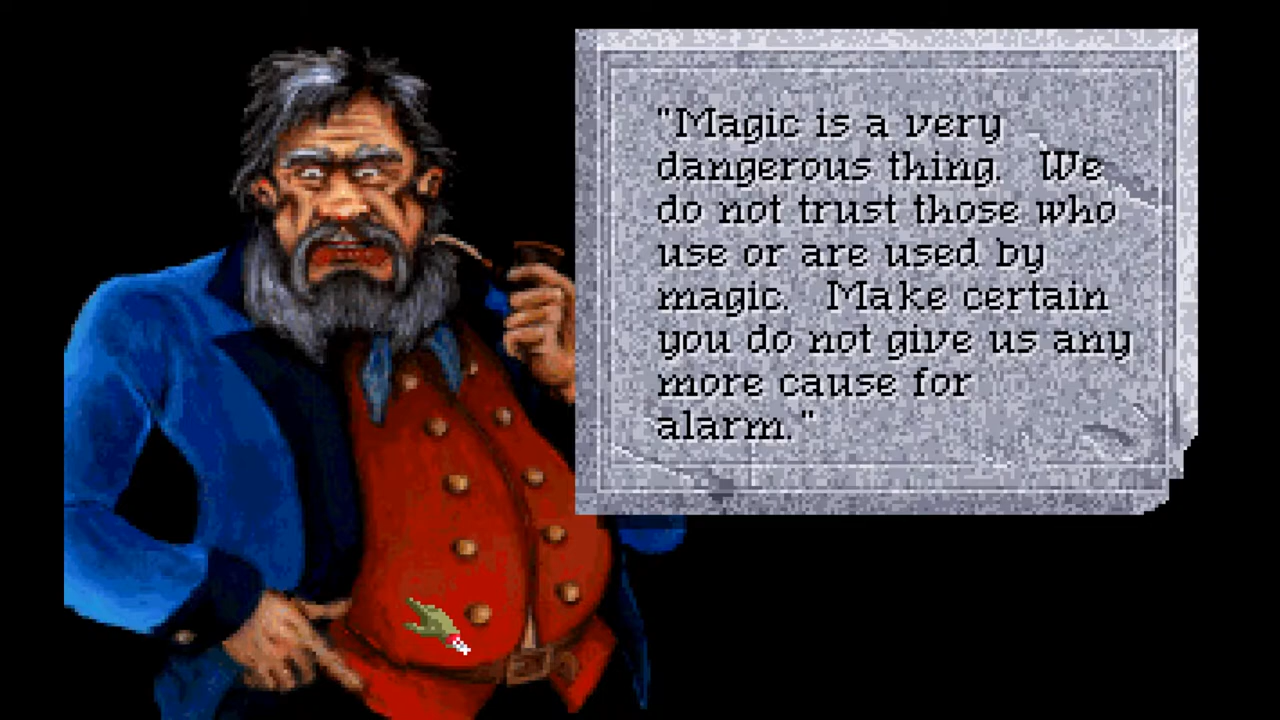 "Magic is a very
dangerous thing.  We
do not trust those who
use or are used by
magic.  Make certain
you do not give us any
more cause for
alarm."